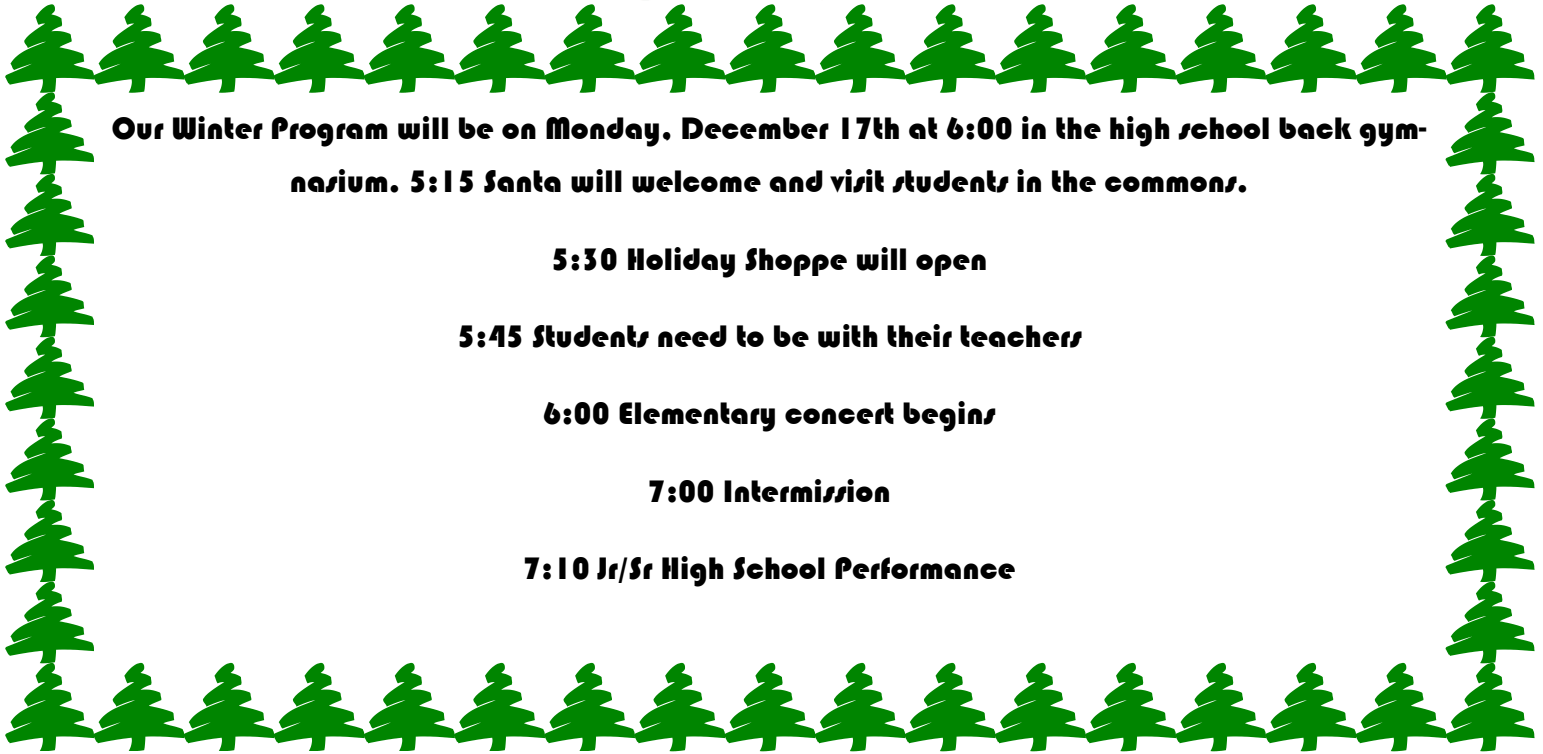 Our Winter Program will be on Monday, December 17th at 6:00 in the high school back gym-
nasium. 5:15 Santa will welcome and visit students in the commons.
5:30 Holiday Shoppe will open
5:45 Students need to be with their teachers
6:00 Elementary concert begins
7:00 Intermission
7:10 Jr/Sr High School Performance